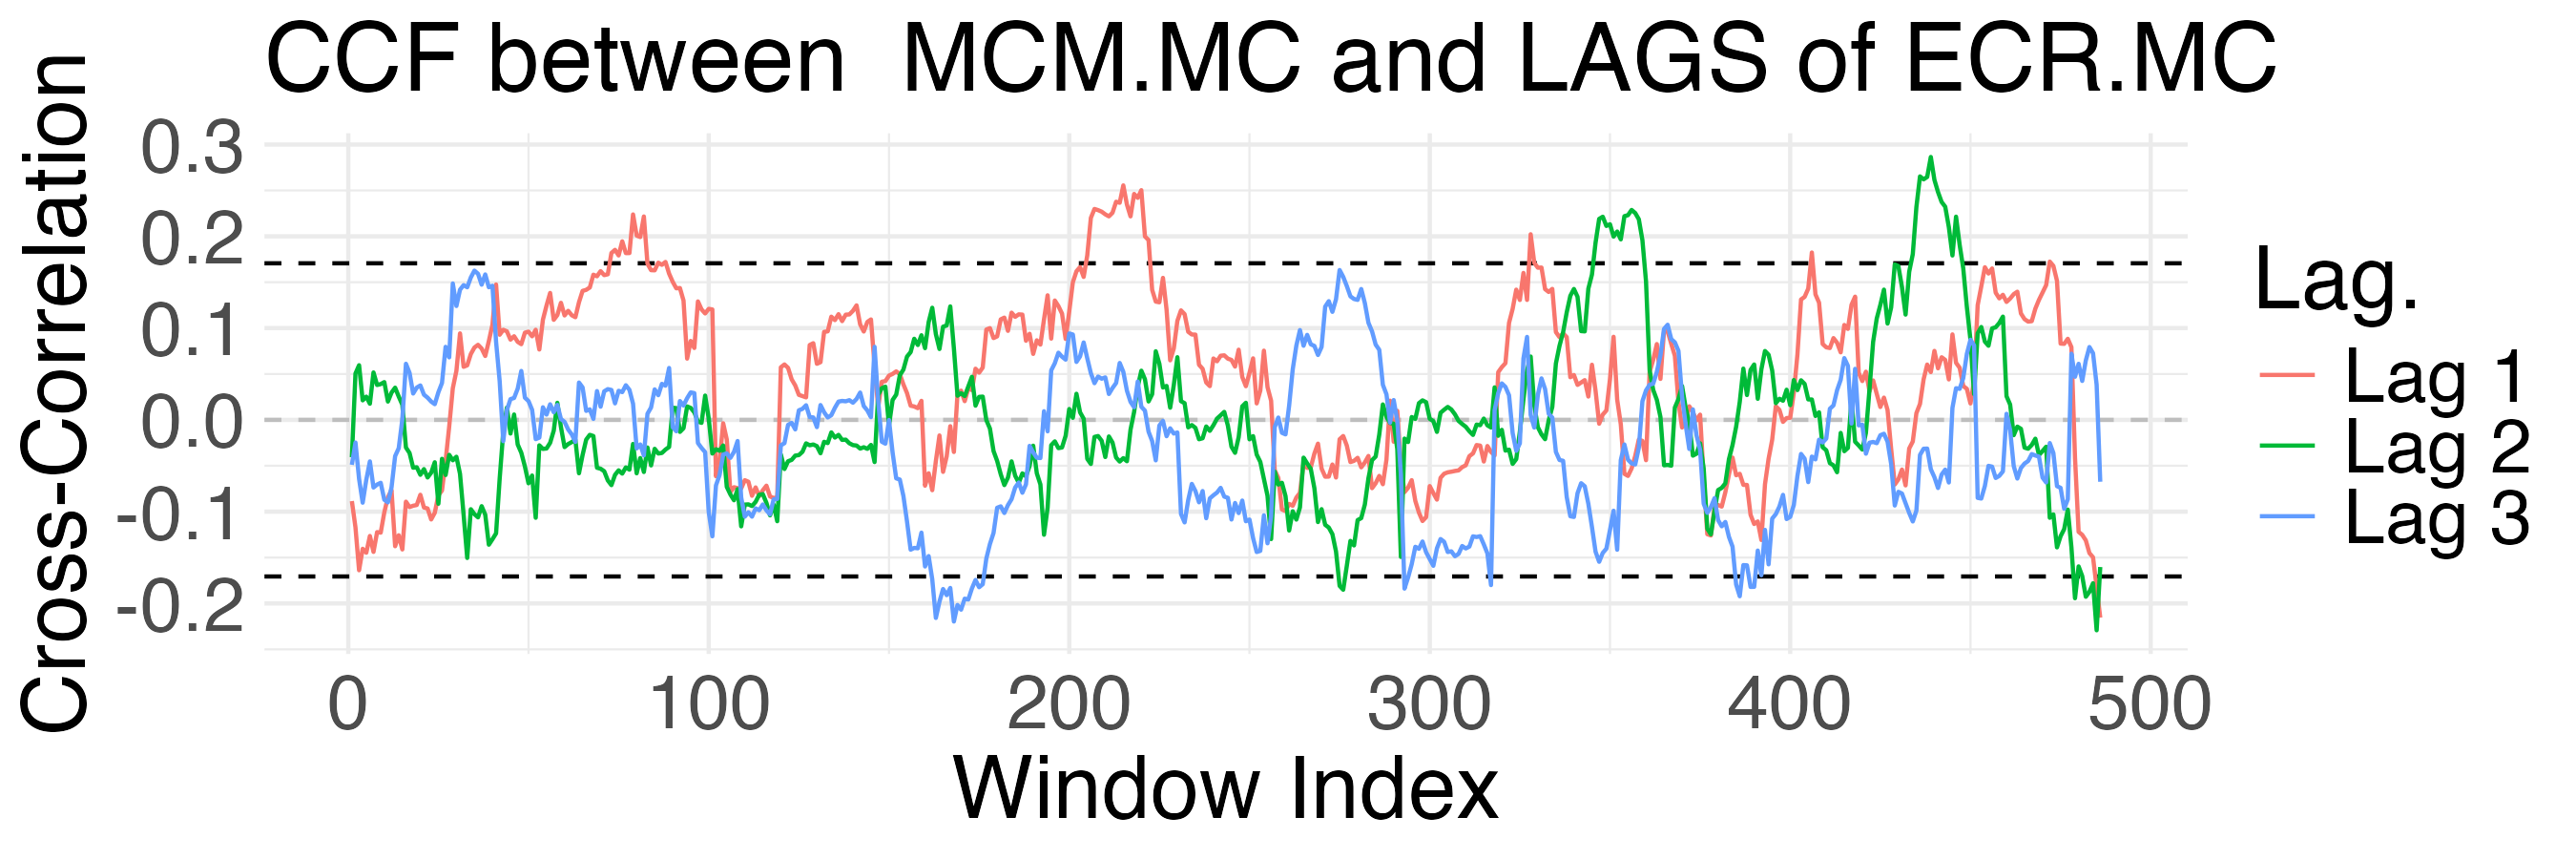 CCF between  MCM.MC and LAGS of ECR.MC
Cross-Correlation
0.3
0.2
0.1
0.0
-0.1
-0.2
0 100 200 300 400 500
Window Index
Lag.
Lag 1
Lag 2
Lag 3